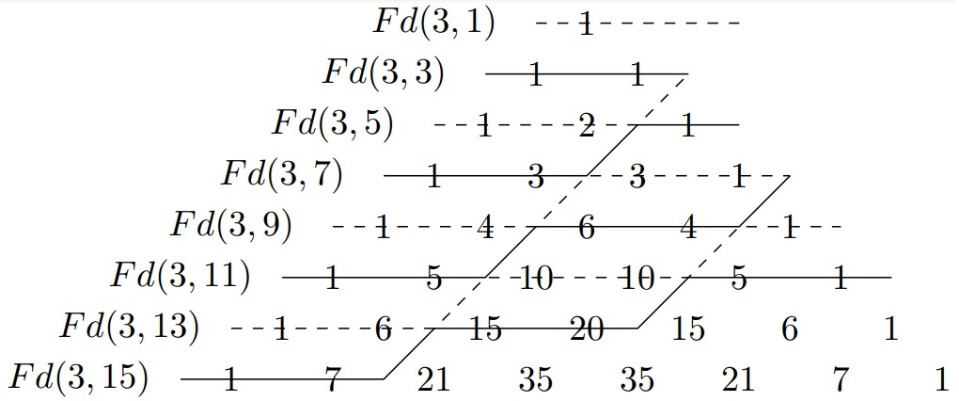 Fd(3, 1) 1
Fd(3, 3) 1 1
Fd(3, 5) 1 2 1
Fd(3, 7) 1 3 3 1
Fd(3, 9) 1 4 6 4 1
Fd(3, 11) 1 5 10 10 5 1
Fd(3, 13) 1 6 15 20 15 6 1
Fd(3, 15) 1 7 21 35 35 21 7 1